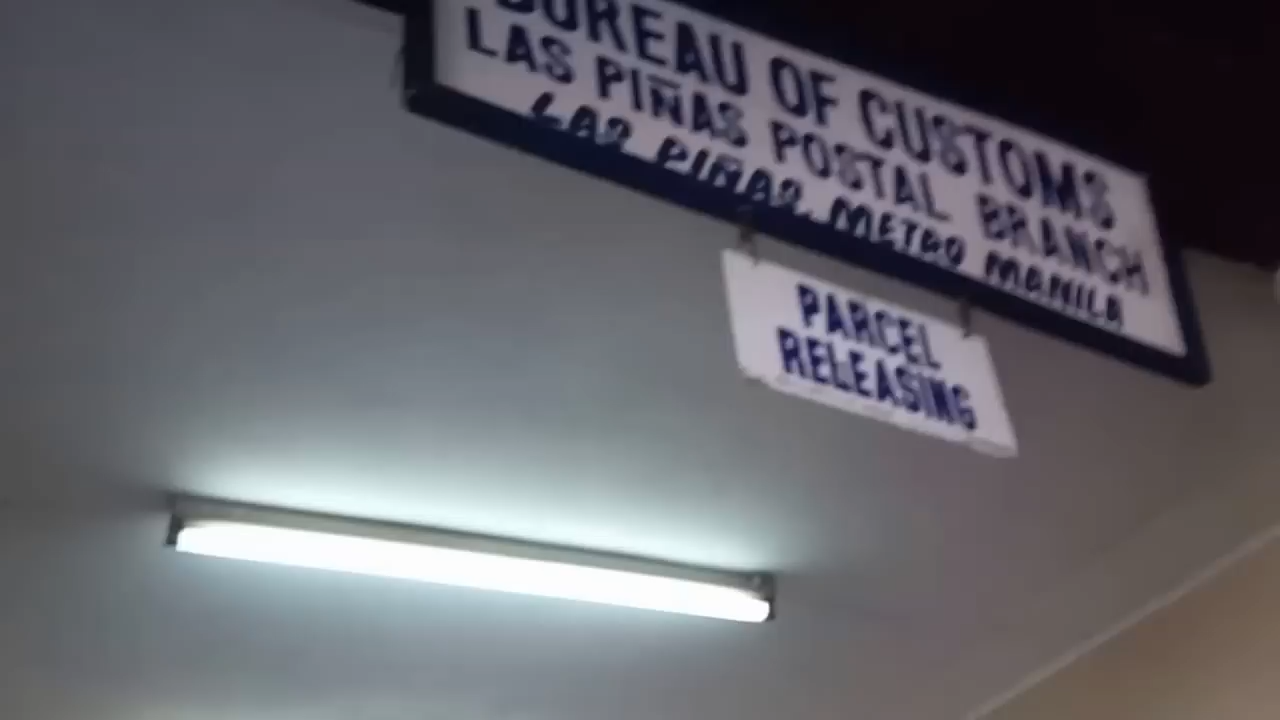 BUREAU OF CUSTOMS
LAS PIÑAS POSTAL BRANCH
LAS PIÑAS, METRO MANILA
PARCEL
RELEASING